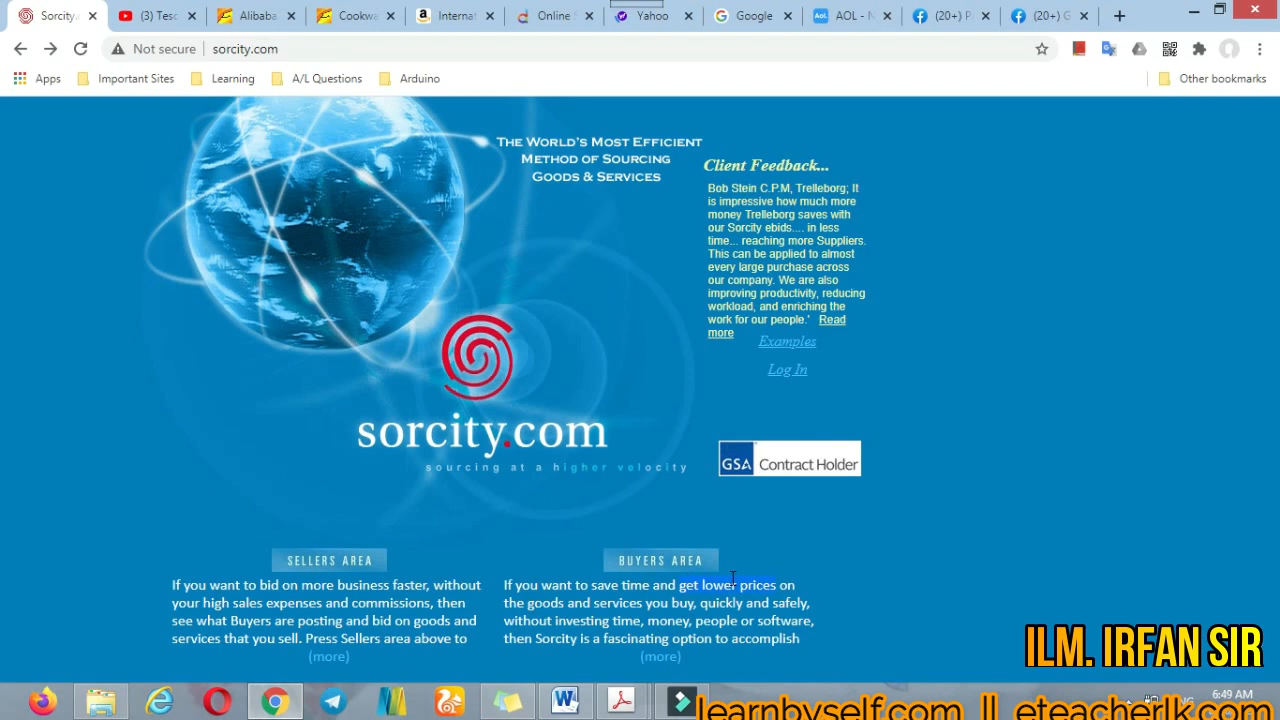 Sorcity.
(3) Tesc
Alibaba
Cookwa
Internat
Online S
Yahoo
Google
AOL - N
(20+) P
(20+) G
Not secure
sorcity.com
Apps
Important Sites
Learning
A/L Questions
Arduino
Other bookmarks
The World's Most Efficient
Method of Sourcing
Goods & Services
Client Feedback...
Bob Stein C.P.M, Trelleborg; It
is impressive how much more
money Trelleborg saves with
our Sorcity ebids.... in less
time... reaching more Suppliers.
This can be applied to almost
every large purchase across
our company. We are also
improving productivity, reducing
workload, and enriching the
work for our people.' Read
more
Examples
Log In
sorcity.com
sourcing at a higher velocity
GSA Contract Holder
SELLERS AREA
If you want to bid on more business faster, without
your high sales expenses and commissions, then
see what Buyers are posting and bid on goods and
services that you sell. Press Sellers area above to
(more)
BUYERS AREA
If you want to save time and get lower prices on
the goods and services you buy, quickly and safely,
without investing time, money, people or software,
then Sorcity is a fascinating option to accomplish
(more)
ILM. IRFAN SIR
ENG
6:49 AM
learnbyself.com || eteacherlk.com